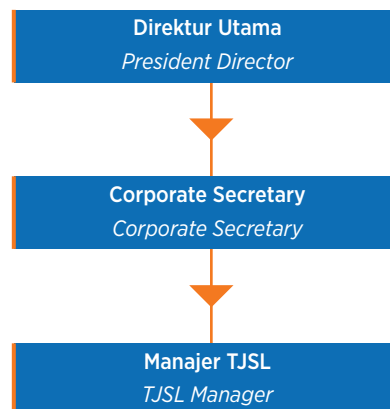 Direktur Utama
President Director
Corporate Secretary
Corporate Secretary
Manajer TJSL
TJSL Manager